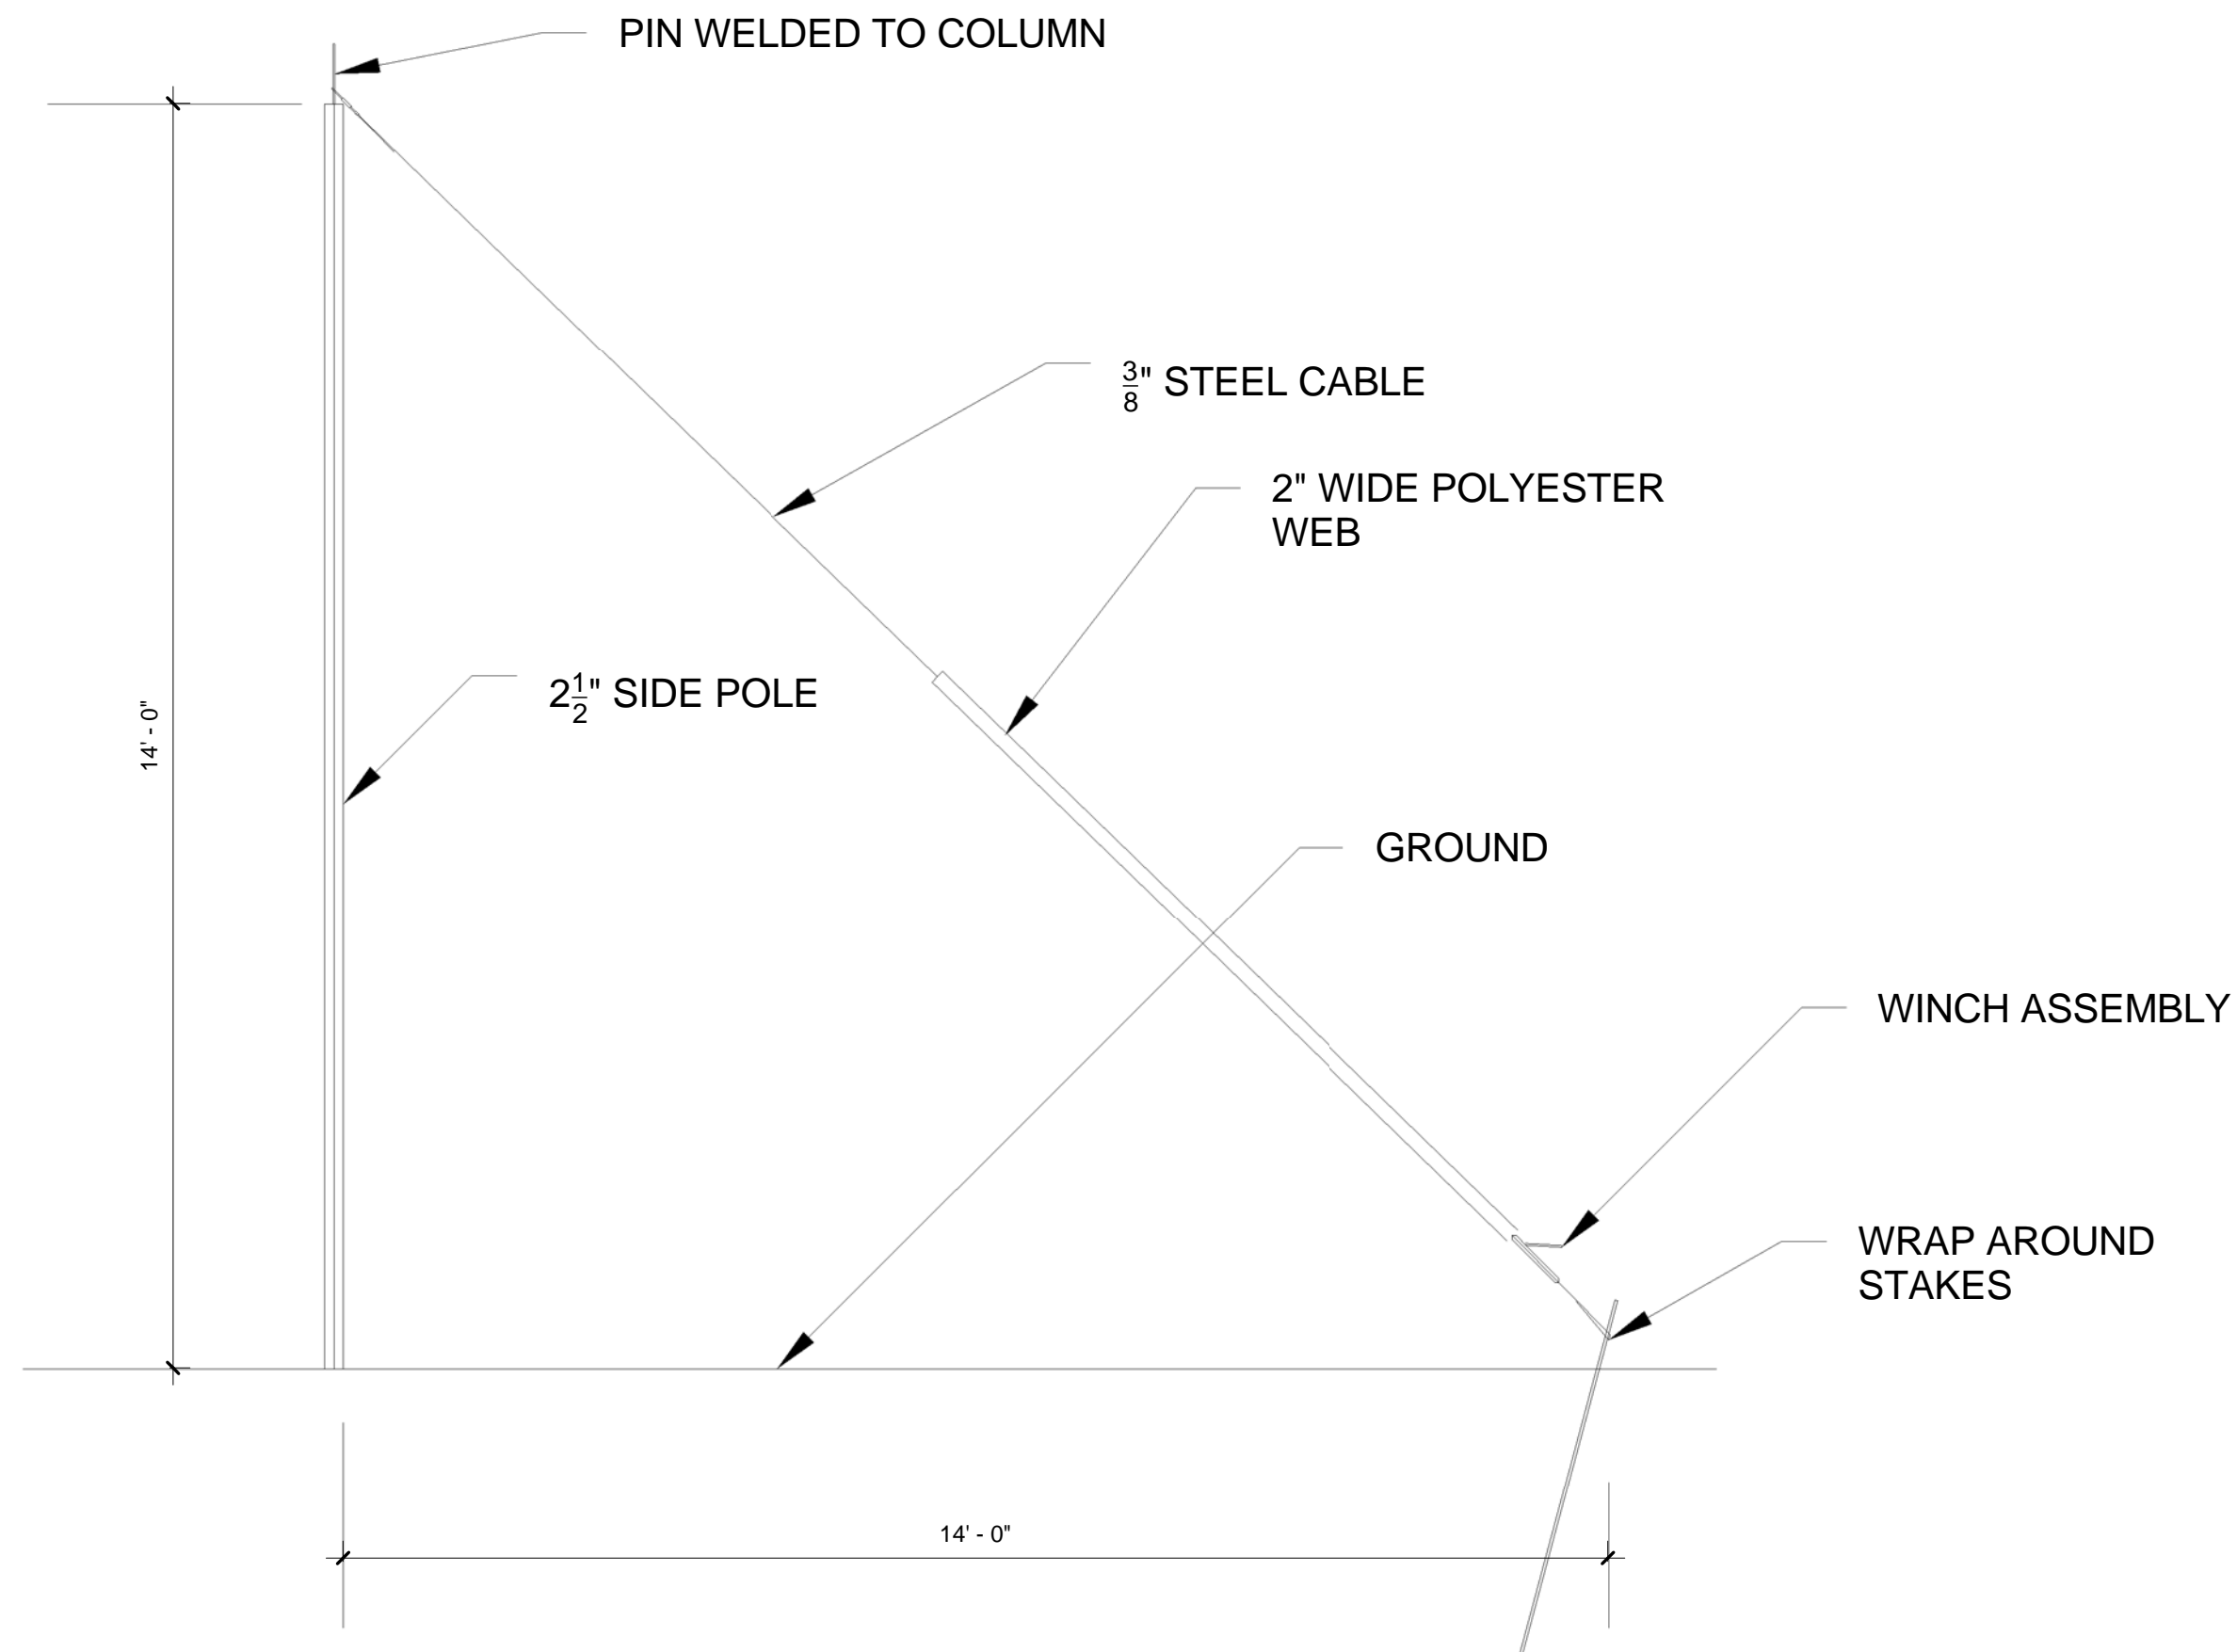 PIN WELDED TO COLUMN
3/8" STEEL CABLE
2" WIDE POLYESTER
WEB
2 1/2" SIDE POLE
14' - 0"
GROUND
WINCH ASSEMBLY
WRAP AROUND
STAKES
14' - 0"